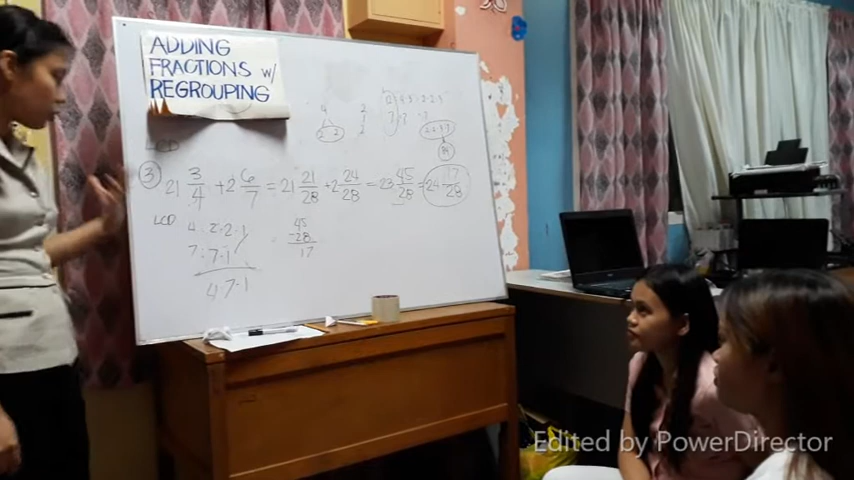 ADDING
FRACTIONS W/
REGROUPING
LCD
3 21 3/4 + 2 6/7 = 21 21/28 + 2 24/28 = 23 45/28 = 24 17/28
LCD 4 . 2·2·1
7 . 7·1
4 7·1
45
-28
17
Edited by PowerDirector